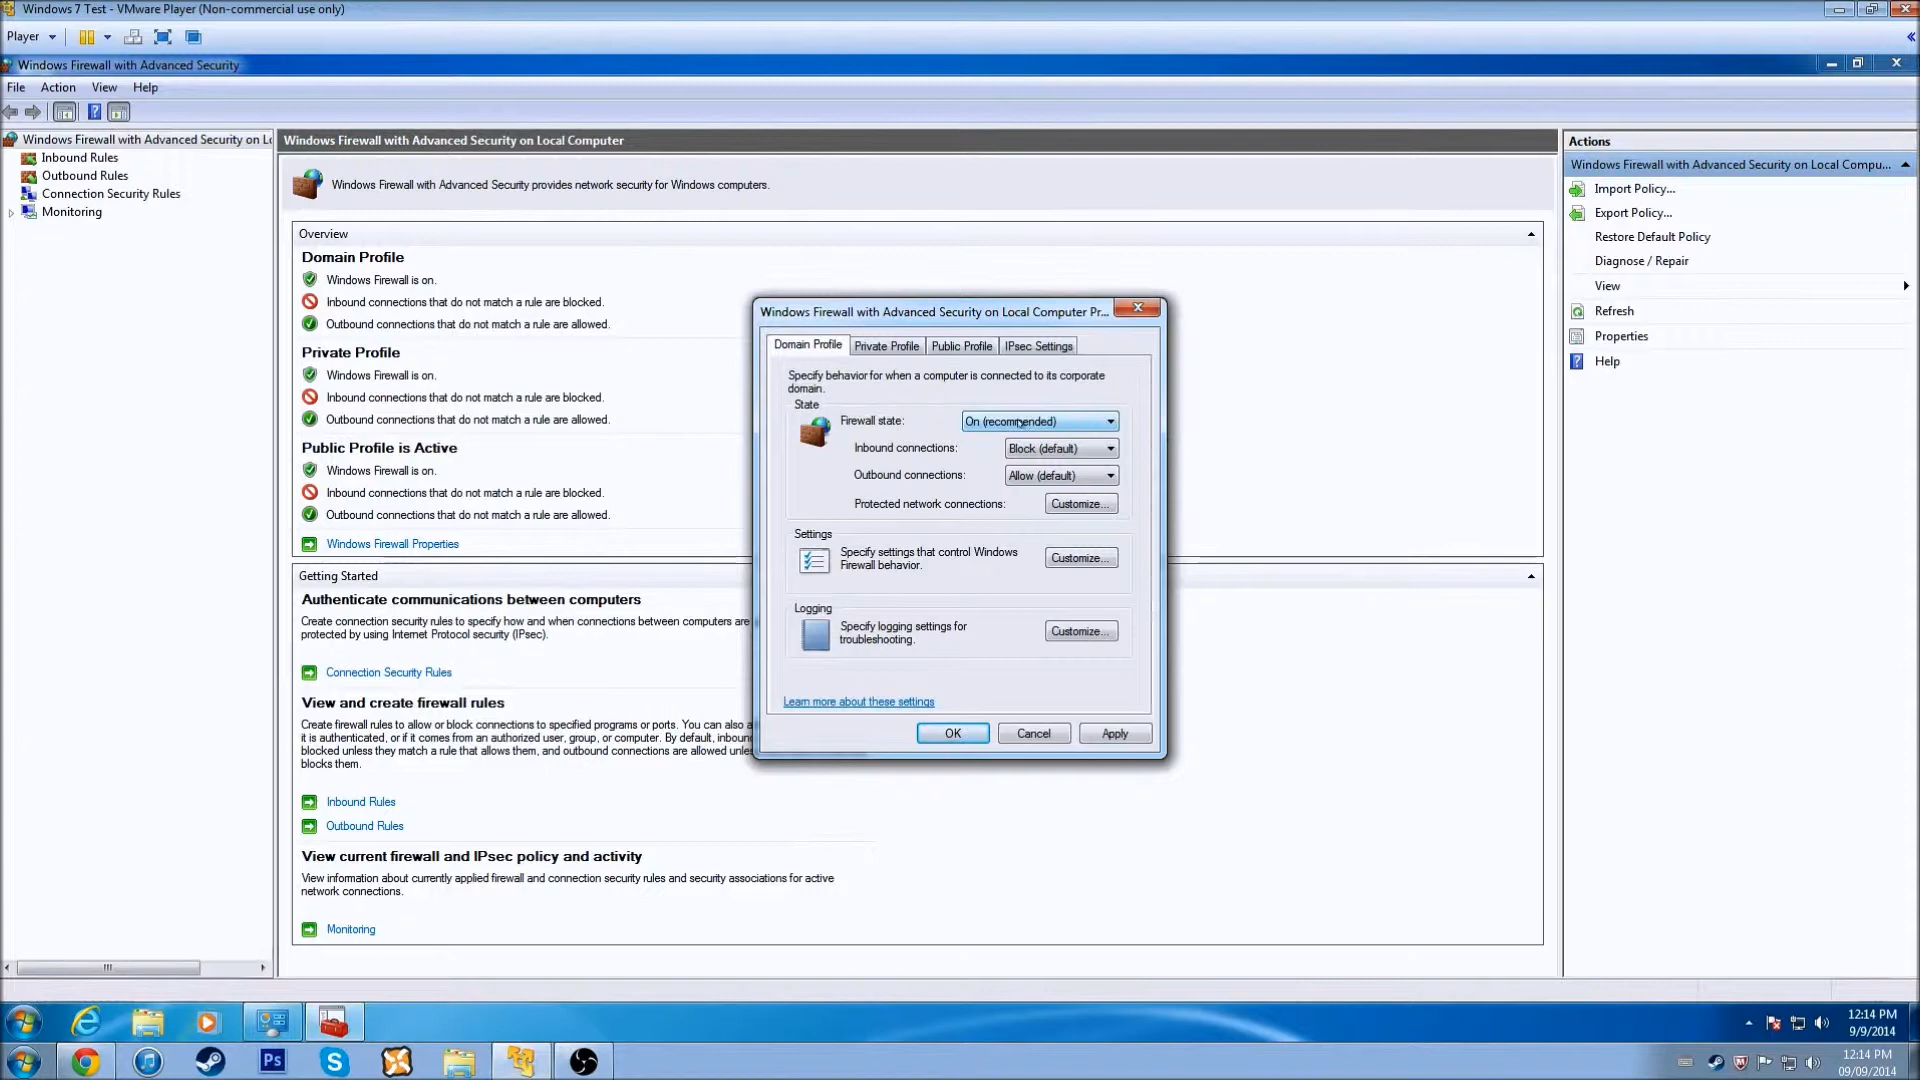 Windows 7 Test - VMware Player (Non-commercial use only)
Player
Windows Firewall with Advanced Security
File Action View Help
Windows Firewall with Advanced Security on Lo
Inbound Rules
Outbound Rules
Connection Security Rules
Monitoring
Windows Firewall with Advanced Security on Local Computer
Windows Firewall with Advanced Security provides network security for Windows computers.
Overview
Domain Profile
Windows Firewall is on.
Inbound connections that do not match a rule are blocked.
Outbound connections that do not match a rule are allowed.
Private Profile
Windows Firewall is on.
Inbound connections that do not match a rule are blocked.
Outbound connections that do not match a rule are allowed.
Public Profile is Active
Windows Firewall is on.
Inbound connections that do not match a rule are blocked.
Outbound connections that do not match a rule are allowed.
Windows Firewall Properties
Getting Started
Authenticate communications between computers
Create connection security rules to specify how and when connections between computers are
protected by using Internet Protocol security (IPsec).
Connection Security Rules
View and create firewall rules
Create firewall rules to allow or block connections to specified programs or ports. You can also a
it is authenticated, or if it comes from an authorized user, group, or computer. By default, inbound
blocked unless they match a rule that allows them, and outbound connections are allowed unles
blocks them.
Inbound Rules
Outbound Rules
View current firewall and IPsec policy and activity
View information about currently applied firewall and connection security rules and security associations for active
network connections.
Monitoring
Windows Firewall with Advanced Security on Local Computer Pr...
Domain Profile Private Profile Public Profile IPsec Settings
Specify behavior for when a computer is connected to its corporate
domain.
State
Firewall state: On (recommended)
Inbound connections: Block (default)
Outbound connections: Allow (default)
Protected network connections: Customize...
Settings
Specify settings that control Windows
Firewall behavior.
Customize...
Logging
Specify logging settings for
troubleshooting.
Customize...
Learn more about these settings
OK Cancel Apply
Actions
Windows Firewall with Advanced Security on Local Compu...
Import Policy...
Export Policy...
Restore Default Policy
Diagnose / Repair
View
Refresh
Properties
Help
12:14 PM
9/9/2014
Ps
12:14 PM
09/09/2014